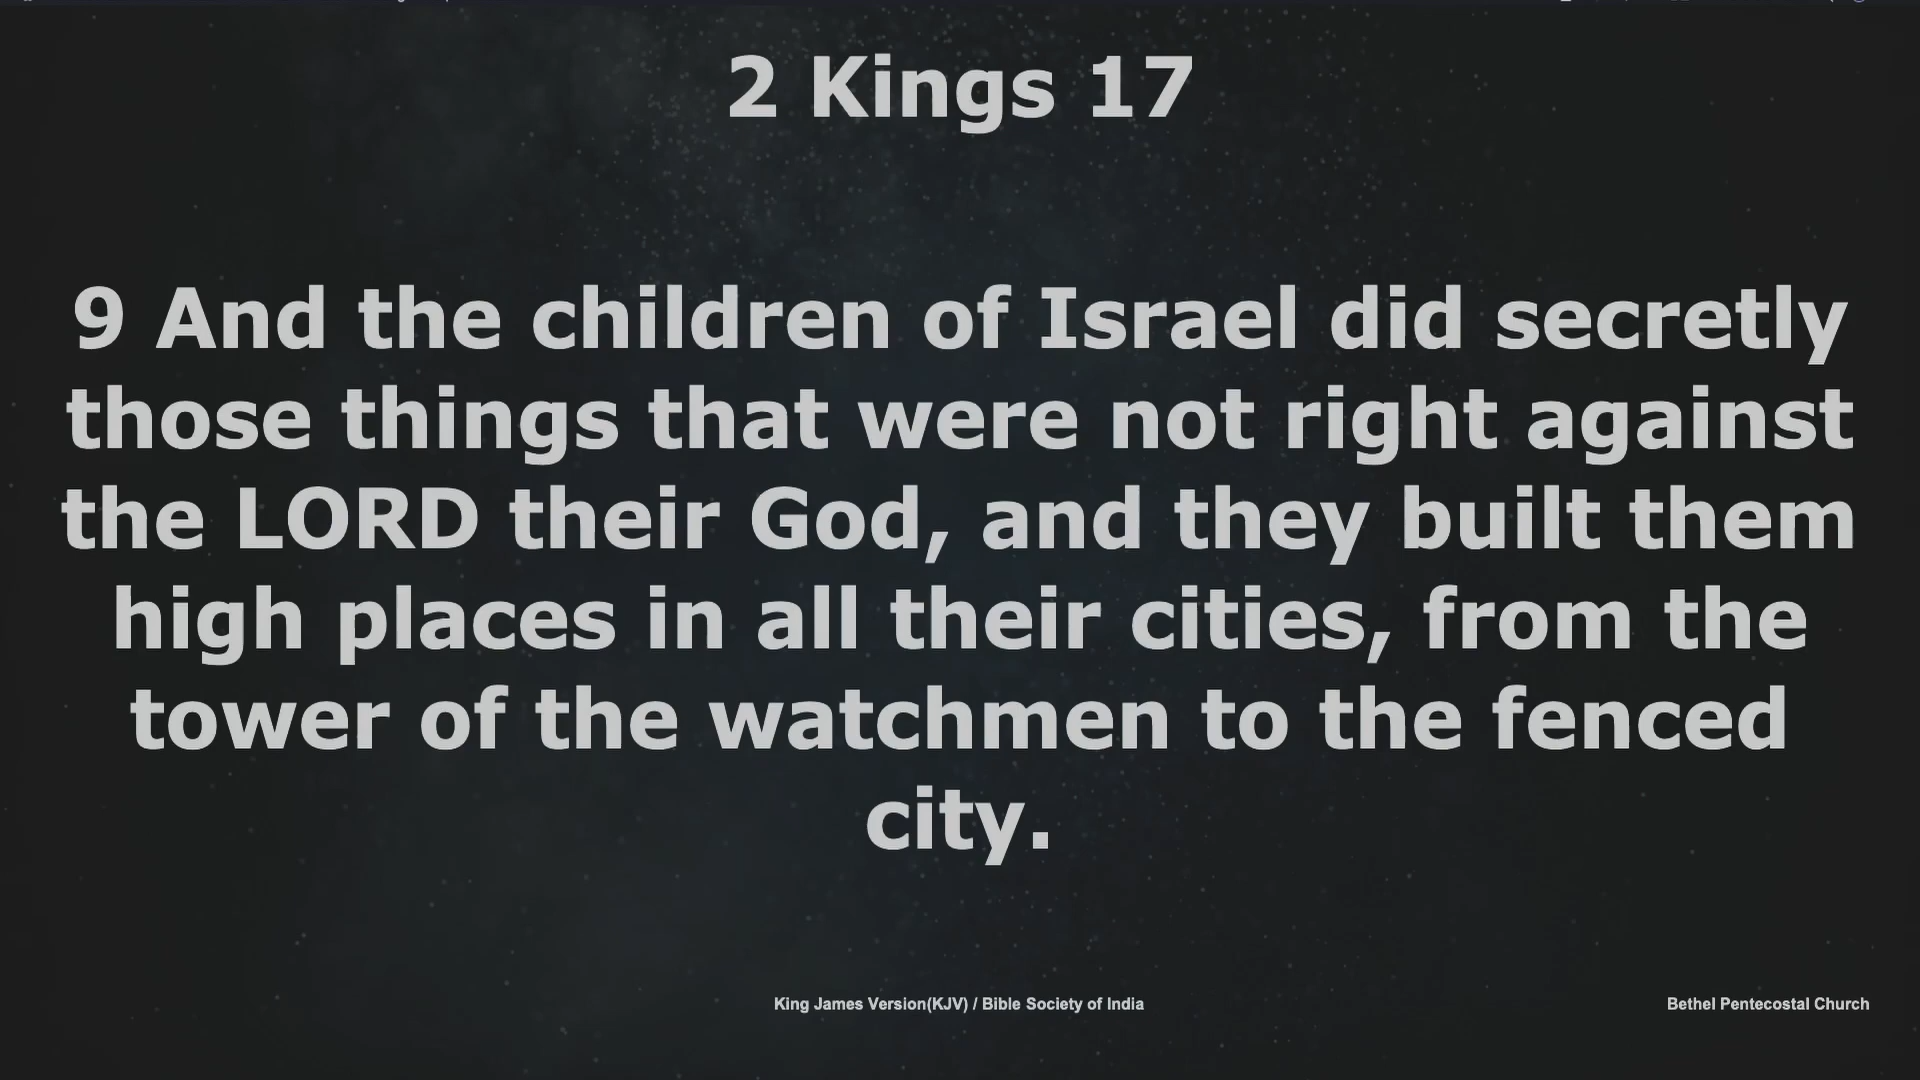 2 Kings 17
9 And the children of Israel did secretly
those things that were not right against
the LORD their God, and they built them
high places in all their cities, from the
tower of the watchmen to the fenced
city.
King James Version(KJV) / Bible Society of India
Bethel Pentecostal Church